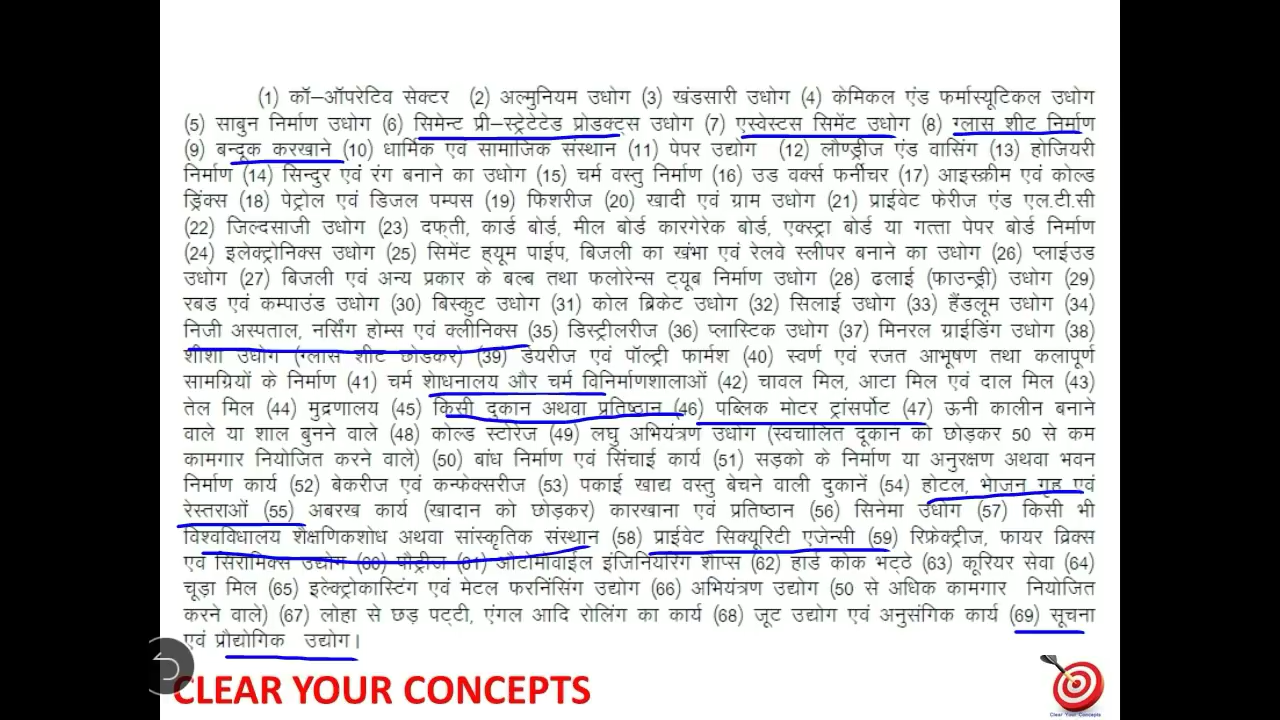 (1) कॉ–ऑपरेटिव सेक्टर (2) अल्मुनियम उधोग (3) खंडसारी उधोग (4) केमिकल एंड फर्मास्यूटिकल उधोग
(5) साबुन निर्माण उधोग (6) सिमेन्ट प्री–स्ट्रेटेटेड प्रोडक्ट्स उधोग (7) एस्वेस्टस सिमेंट उधोग (8) ग्लास शीट निर्माण
(9) बन्दूक करखाने (10) धार्मिक एवं सामाजिक संस्थान (11) पेपर उद्योग (12) लौण्ड्रीज एंड वासिंग (13) होजियरी
निर्माण (14) सिन्दुर एवं रंग बनाने का उधोग (15) चर्म वस्तु निर्माण (16) उड वर्क्स फर्नीचर (17) आइस्क्रीम एवं कोल्ड
ड्रिंक्स (18) पेट्रोल एवं डिजल पम्पस (19) फिशरीज (20) खादी एवं ग्राम उधोग (21) प्राईवेट फेरीज एंड एल.टी.सी
(22) जिल्दसाजी उधोग (23) दफ्ती, कार्ड बोर्ड, मील बोर्ड कारगेरेक बोर्ड, एक्स्ट्रा बोर्ड या गत्ता पेपर बोर्ड निर्माण
(24) इलेक्ट्रोनिक्स उधोग (25) सिमेंट ह्यूम पाईप, बिजली का खंभा एवं रेलवे स्लीपर बनाने का उधोग (26) प्लाईउड
उधोग (27) बिजली एवं अन्य प्रकार के बल्ब तथा फलोरेन्स ट्यूब निर्माण उधोग (28) ढलाई (फाउन्ड्री) उधोग (29)
रबड एवं कम्पाउंड उधोग (30) बिस्कुट उधोग (31) कोल ब्रिकेट उधोग (32) सिलाई उधोग (33) हैंडलूम उधोग (34)
निजी अस्पताल, नर्सिंग होम्स एवं क्लीनिक्स (35) डिस्ट्रीलरीज (36) प्लास्टिक उधोग (37) मिनरल ग्राईडिंग उधोग (38)
शीशा उधोग (ग्लास शीट छोडकर) (39) डेयरीज एवं पॉल्ट्री फार्मश (40) स्वर्ण एवं रजत आभूषण तथा कलापूर्ण
सामग्रियों के निर्माण (41) चर्म शोधनालय और चर्म विनिर्माणशालाओं (42) चावल मिल, आटा मिल एवं दाल मिल (43)
तेल मिल (44) मुद्रणालय (45) किसी दुकान अथवा प्रतिष्ठान (46) पब्लिक मोटर ट्रांसर्पोट (47) ऊनी कालीन बनाने
वाले या शाल बुनने वाले (48) कोल्ड स्टोरेज (49) लघु अभियंत्रण उधोग (स्वचालित दूकान को छोड़कर 50 से कम
कामगार नियोजित करने वाले) (50) बांध निर्माण एवं सिंचाई कार्य (51) सड़को के निर्माण या अनुरक्षण अथवा भवन
निर्माण कार्य (52) बेकरीज एवं कन्फेक्सरीज (53) पकाई खाद्य वस्तु बेचने वाली दुकानें (54) होटल, भोजन गृह एवं
रेस्तराओं (55) अबरख कार्य (खादान को छोड़कर) कारखाना एवं प्रतिष्ठान (56) सिनेमा उधोग (57) किसी भी
विश्वविधालय शैक्षणिकशोध अथवा सांस्कृतिक संस्थान (58) प्राईवेट सिक्यूरिटी एजेन्सी (59) रिफ्रेक्ट्रीज, फायर व्रिक्स
एवं सिरामिक्स उद्योग (60) पौट्रीज (61) औटोमोवाईल इंजिनियरिंग शॉप्स (62) हार्ड कोक भट्ठे (63) कूरियर सेवा (64)
चूड़ा मिल (65) इलेक्ट्रोकास्टिंग एवं मेटल फरनिंसिंग उद्योग (66) अभियंत्रण उद्योग (50 से अधिक कामगार नियोजित
करने वाले) (67) लोहा से छड़ पट्टी, एंगल आदि रोलिंग का कार्य (68) जूट उद्योग एवं अनुसंगिक कार्य (69) सूचना
एवं प्रौद्योगिक उद्योग।
CLEAR YOUR CONCEPTS
Clear Your Concepts